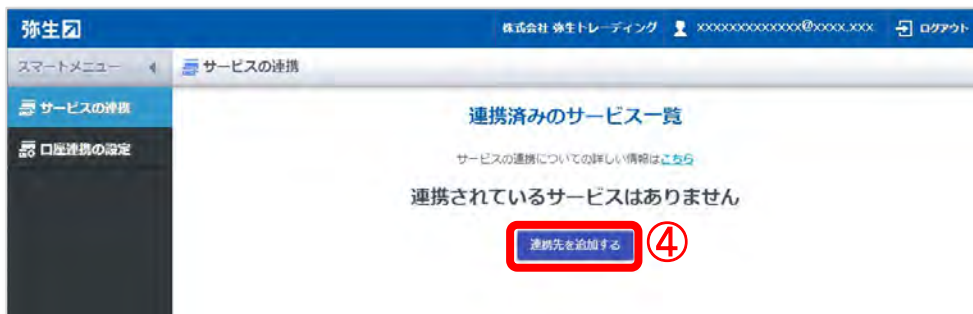 弥生
株式会社 弥生トレーディング xxxxxxxxxxxxx@xxxx.xxx ログアウト
スマートメニュー
サービスの連携
サービスの連携
口座連携の設定
連携済みのサービス一覧
サービスの連携についての詳しい情報はこちら
連携されているサービスはありません
連携先を追加する ④